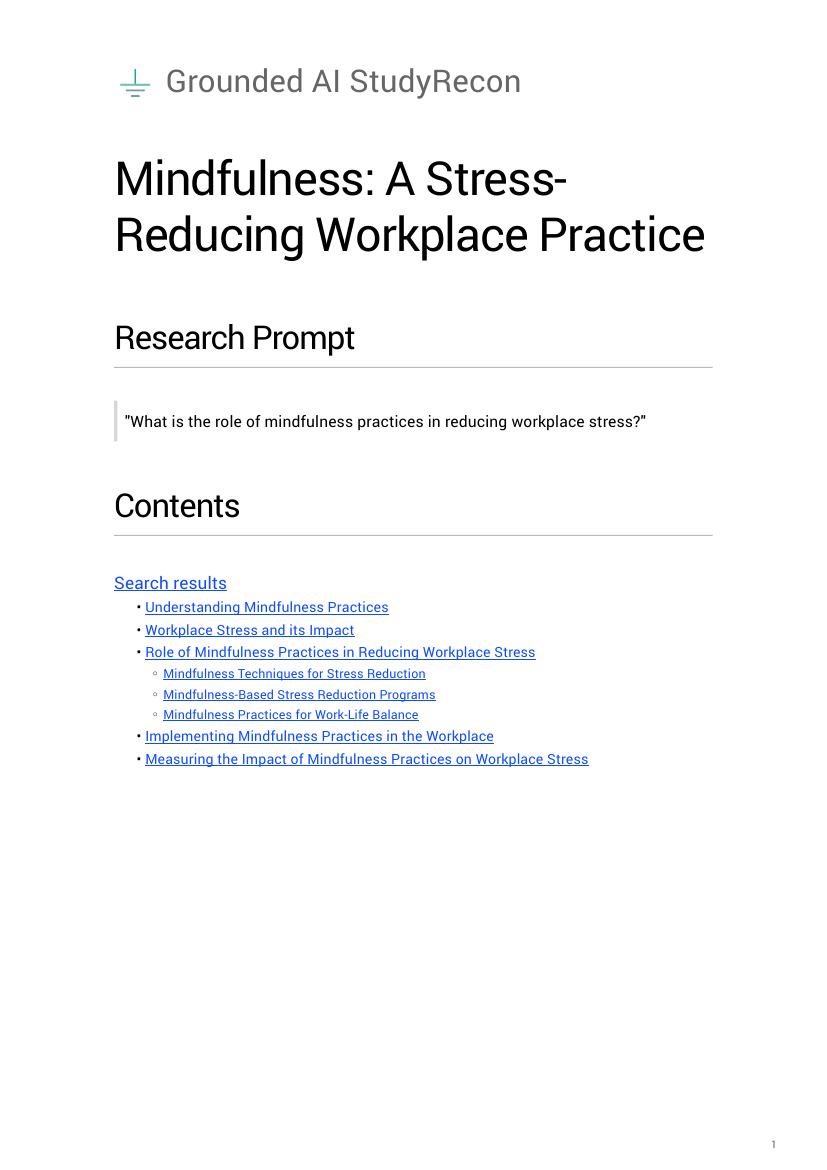 Grounded AI StudyRecon
Mindfulness: A Stress-
Reducing Workplace Practice
Research Prompt
"What is the role of mindfulness practices in reducing workplace stress?"
Contents
Search results
• Understanding Mindfulness Practices
• Workplace Stress and its Impact
• Role of Mindfulness Practices in Reducing Workplace Stress
◦ Mindfulness Techniques for Stress Reduction
◦ Mindfulness-Based Stress Reduction Programs
◦ Mindfulness Practices for Work-Life Balance
• Implementing Mindfulness Practices in the Workplace
• Measuring the Impact of Mindfulness Practices on Workplace Stress
1